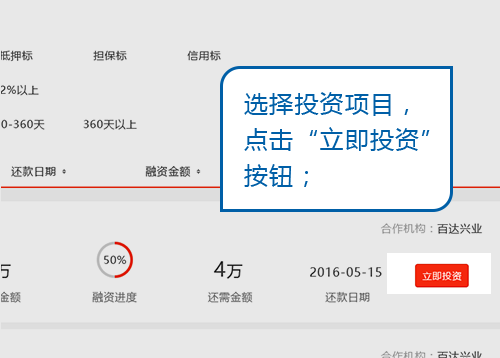 抵押标 担保标 信用标
2%以上
0-360天 360天以上
选择投资项目，
点击“立即投资”
按钮；
还款日期 融资金额
合作机构：百达兴业
万 50% 4万 2016-05-15 立即投资
金额 融资进度 还需金额 还款日期
合作机构：百达兴业